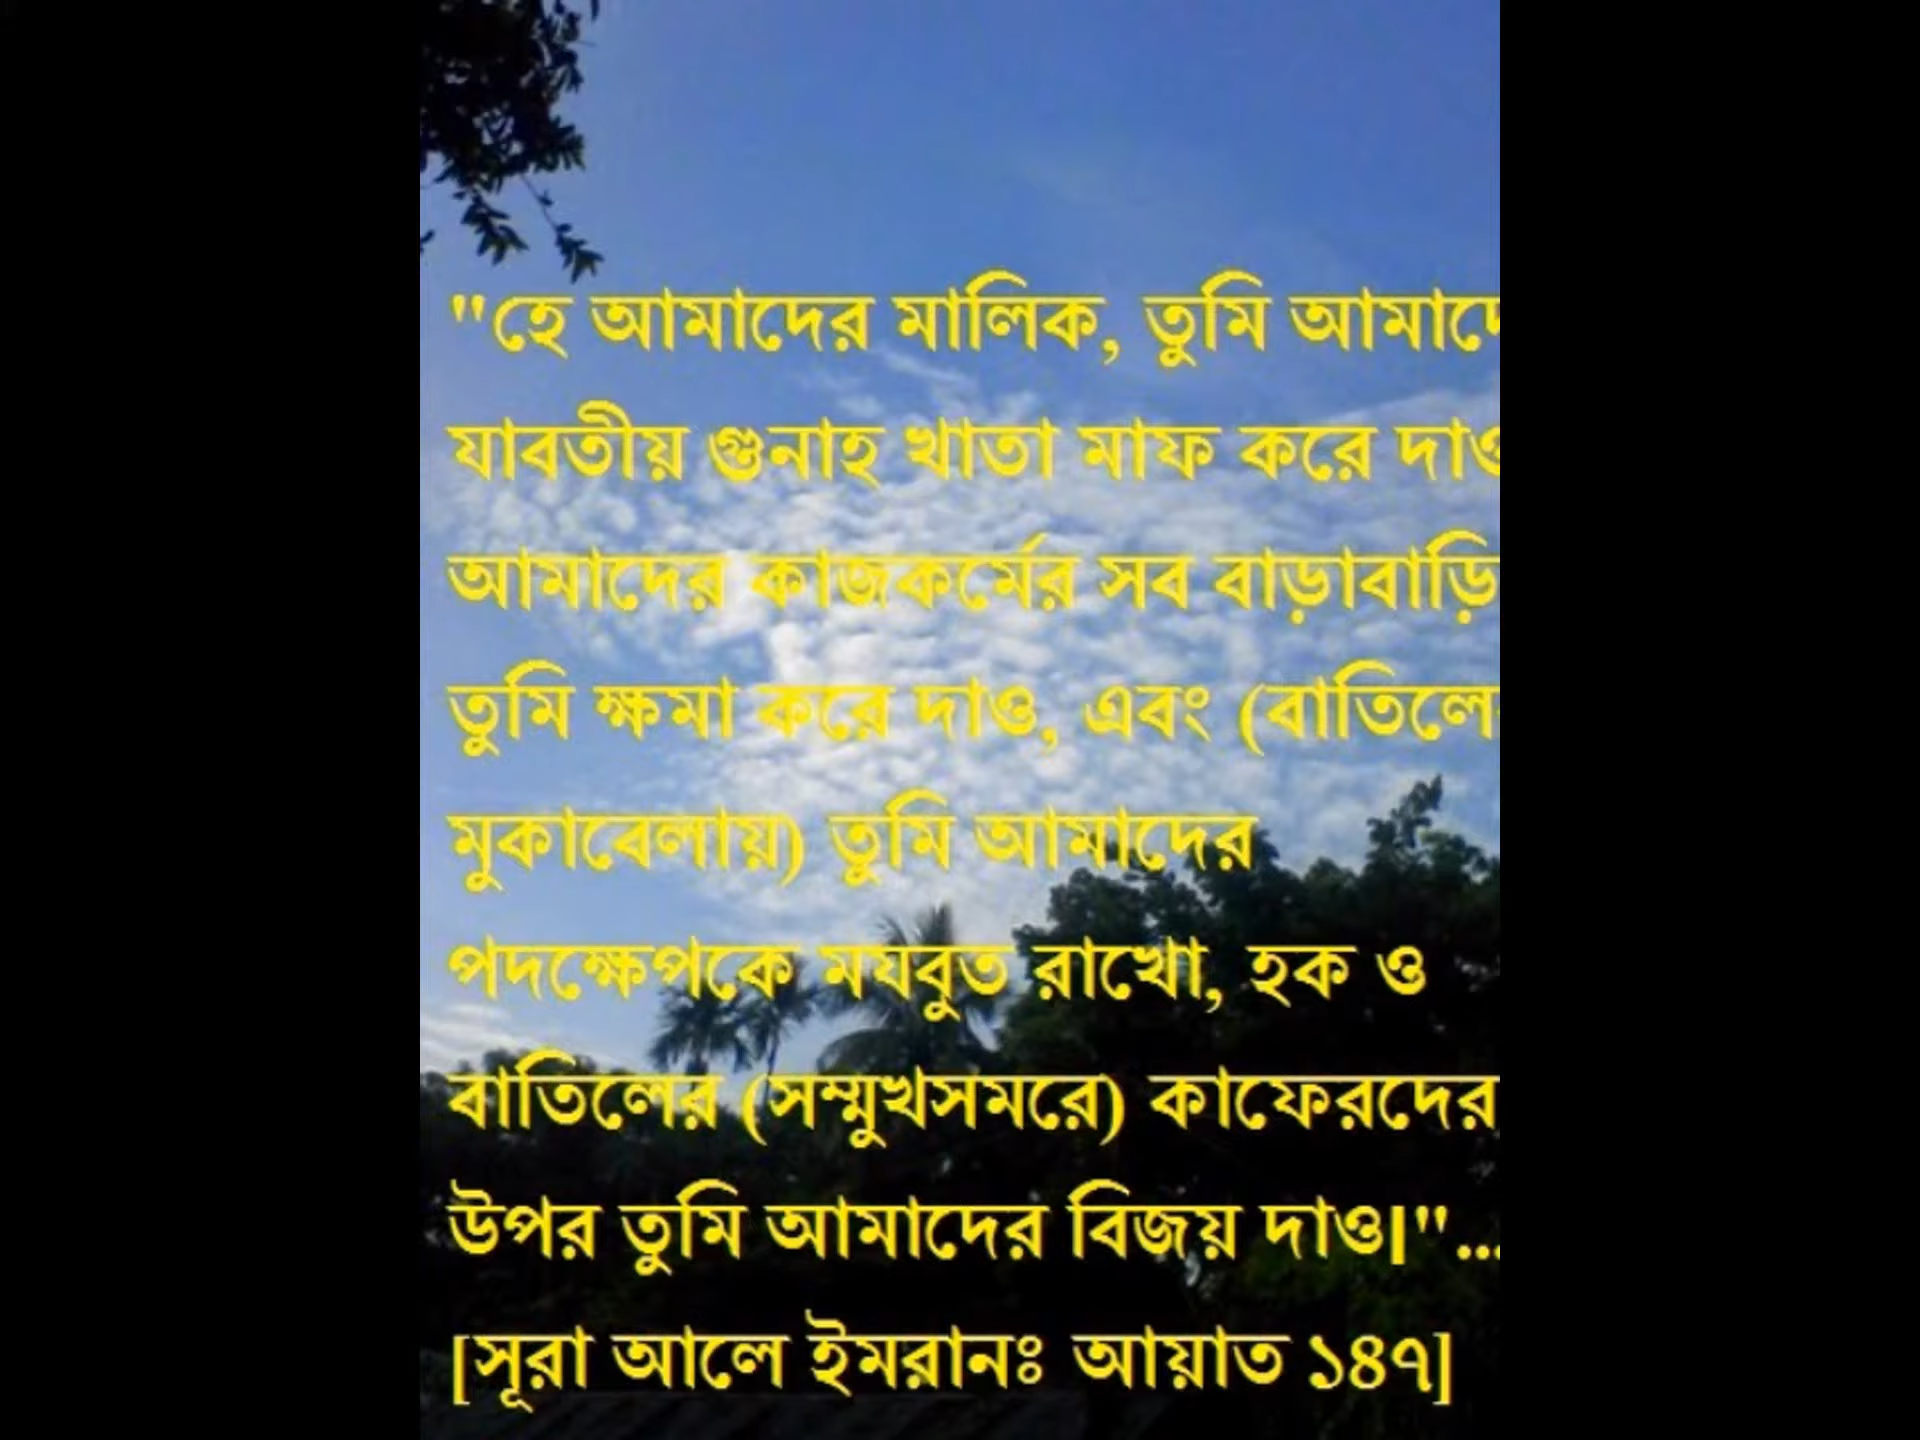 "হে আমাদের মালিক, তুমি আমাদে
যাবতীয় গুনাহ খাতা মাফ করে দাও
আমাদের কাজকর্মের সব বাড়াবাড়ি
তুমি ক্ষমা করে দাও, এবং (বাতিলের
মুকাবেলায়) তুমি আমাদের
পদক্ষেপকে মযবুত রাখো, হক ও
বাতিলের (সম্মুখসমরে) কাফেরদের
উপর তুমি আমাদের বিজয় দাও।"...
[সূরা আলে ইমরানঃ আয়াত ১৪৭]